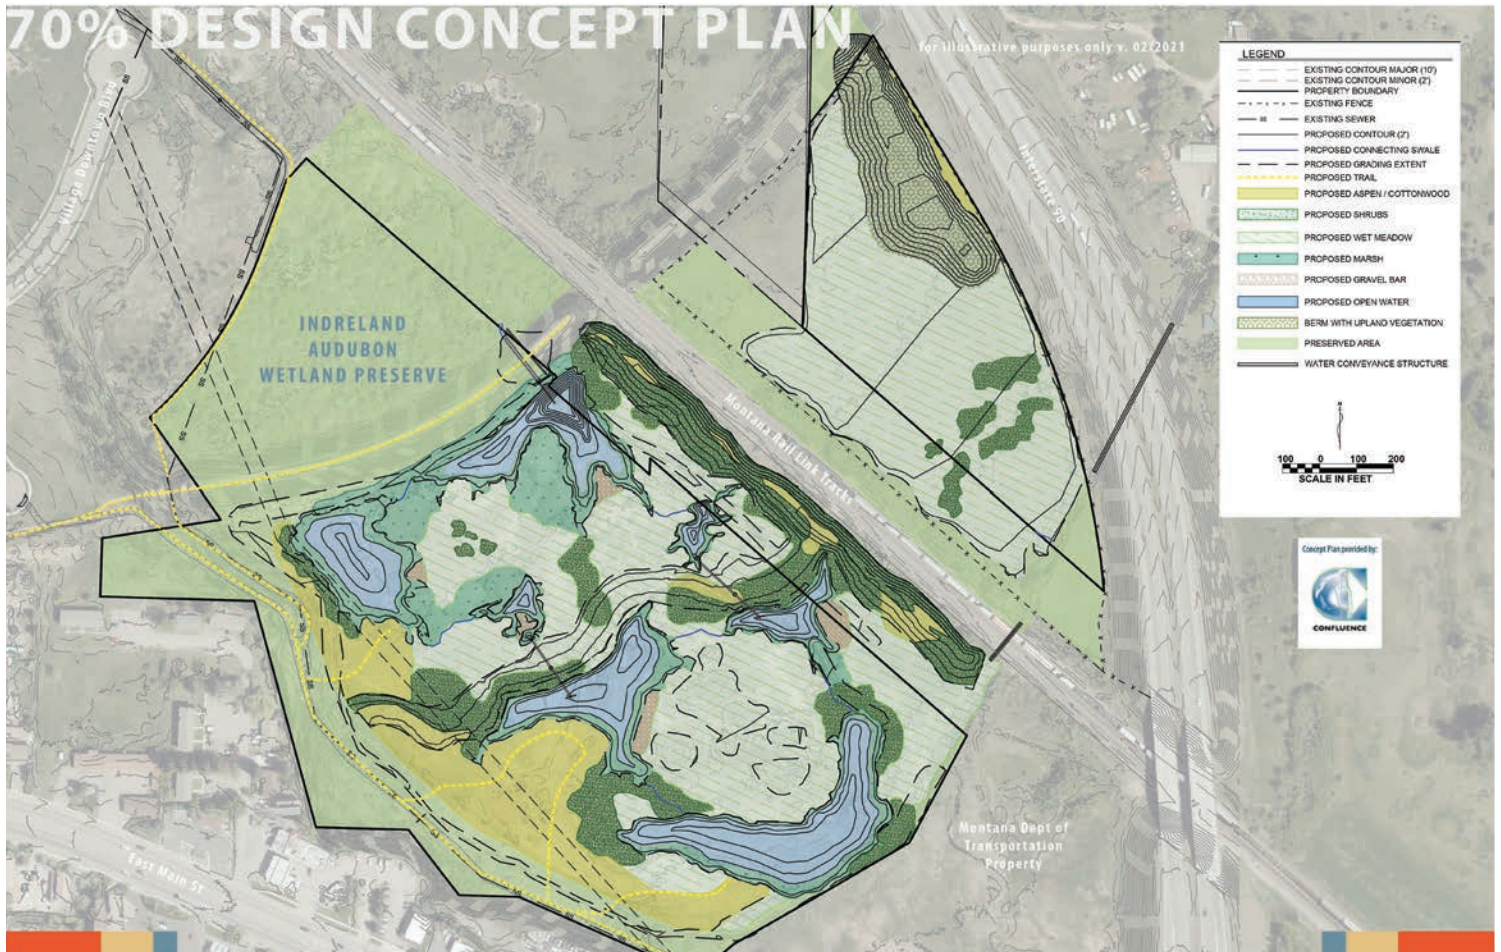 70% DESIGN CONCEPT PLAN
for illustrative purposes only v. 02/2021
Village Downtown Blvd
Interstate 90
INDRELAND
AUDUBON
WETLAND PRESERVE
Montana Rail Link Tracks
Montana Dept of
Transportation
Property
East Main St
LEGEND
EXISTING CONTOUR MAJOR (10')
EXISTING CONTOUR MINOR (2')
PROPERTY BOUNDARY
EXISTING FENCE
SS
EXISTING SEWER
PROPOSED CONTOUR (2')
PROPOSED CONNECTING SWALE
PROPOSED GRADING EXTENT
PROPOSED TRAIL
PROPOSED ASPEN / COTTONWOOD
PROPOSED SHRUBS
PROPOSED WET MEADOW
PROPOSED MARSH
PROPOSED GRAVEL BAR
PROPOSED OPEN WATER
BERM WITH UPLAND VEGETATION
PRESERVED AREA
WATER CONVEYANCE STRUCTURE
N
100 0 100 200
SCALE IN FEET
Concept Plan provided by:
CONFLUENCE